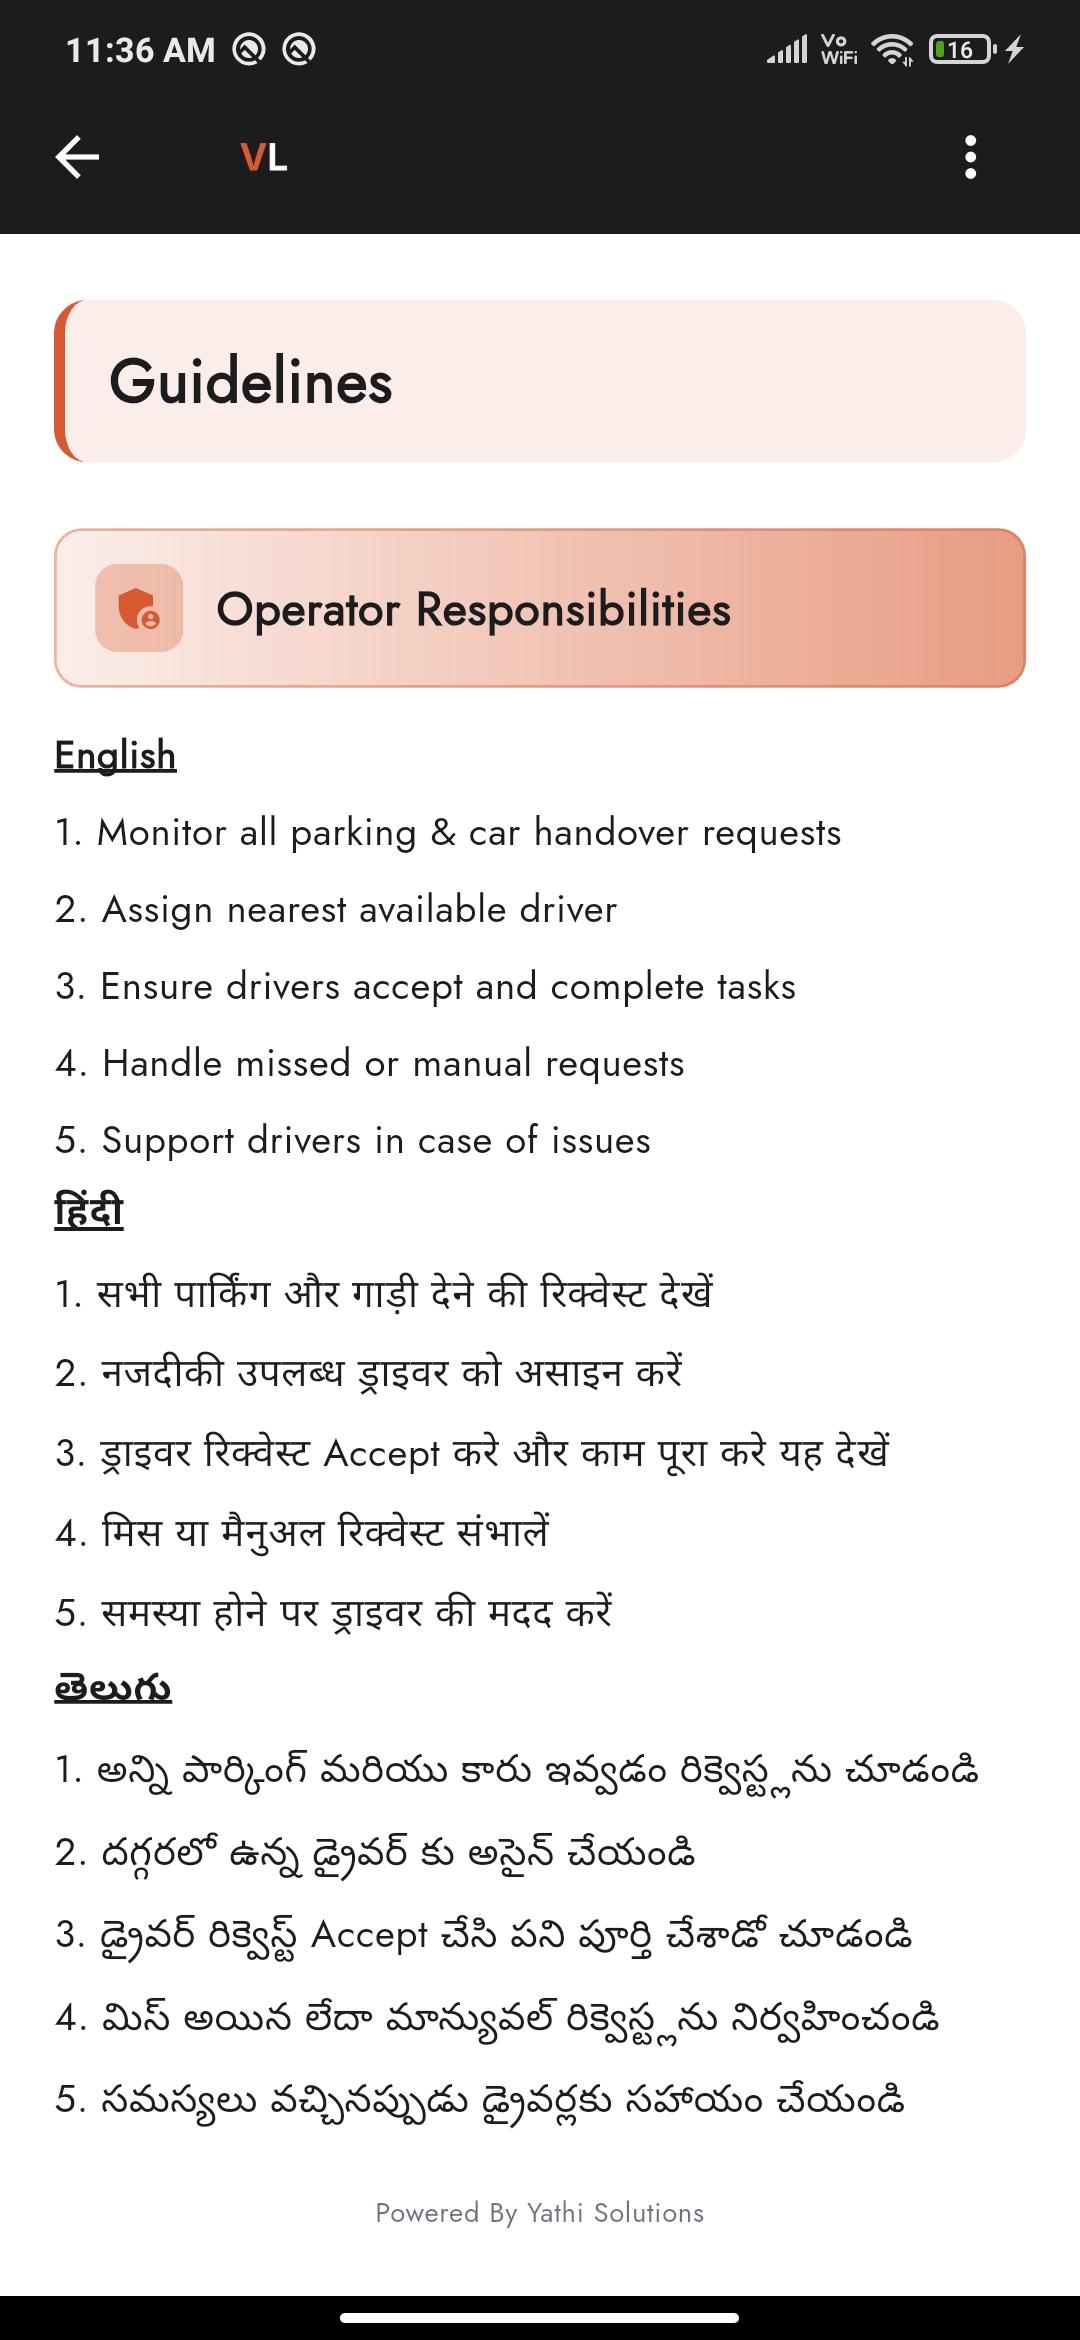 11:36 AM
Vo WiFi
16
VL
Guidelines
Operator Responsibilities
English
1. Monitor all parking & car handover requests
2. Assign nearest available driver
3. Ensure drivers accept and complete tasks
4. Handle missed or manual requests
5. Support drivers in case of issues
हिंदी
1. सभी पार्किंग और गाड़ी देने की रिक्वेस्ट देखें
2. नजदीकी उपलब्ध ड्राइवर को असाइन करें
3. ड्राइवर रिक्वेस्ट Accept करे और काम पूरा करे यह देखें
4. मिस या मैनुअल रिक्वेस्ट संभालें
5. समस्या होने पर ड्राइवर की मदद करें
తెలుగు
1. అన్ని పార్కింగ్ మరియు కారు ఇవ్వడం రిక్వెస్ట్లను చూడండి
2. దగ్గరలో ఉన్న డ్రైవర్ కు అసైన్ చేయండి
3. డ్రైవర్ రిక్వెస్ట్ Accept చేసి పని పూర్తి చేశాడో చూడండి
4. మిస్ అయిన లేదా మాన్యువల్ రిక్వెస్ట్లను నిర్వహించండి
5. సమస్యలు వచ్చినప్పుడు డ్రైవర్లకు సహాయం చేయండి
Powered By Yathi Solutions